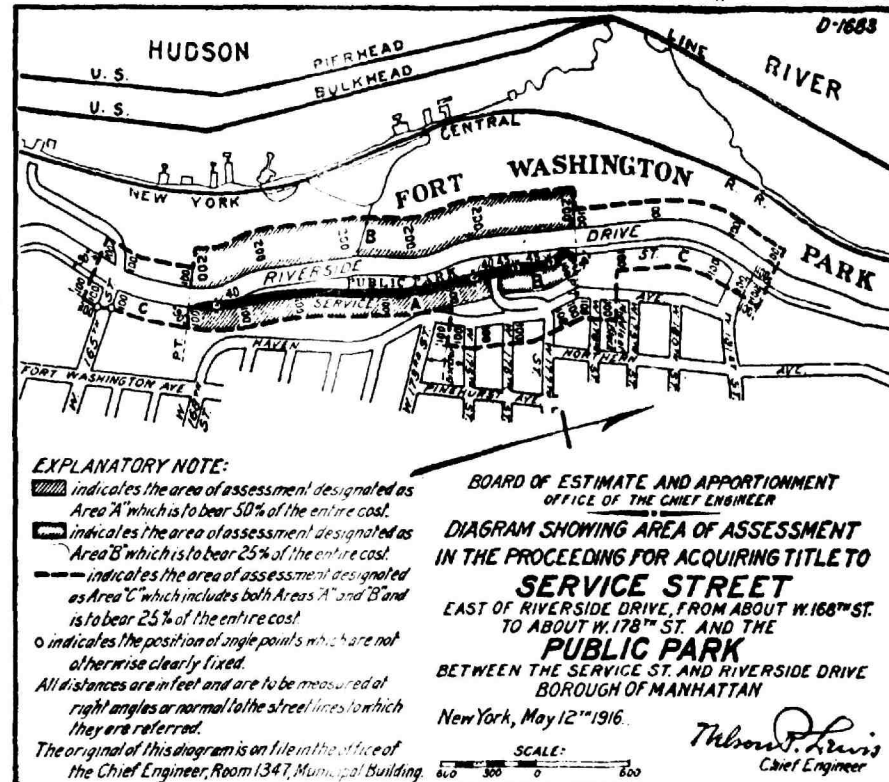 D-1683
HUDSON
PIERHEAD
LINE
RIVER
U. S.
BULKHEAD
U. S.
CENTRAL
NEW YORK
R. R.
FORT WASHINGTON
PARK
B
DRIVE
RIVERSIDE
PUBLIC PARK
ST. C
SERVICE A
C
AVE.
HAVEN
NORTHERN
AVE.
FORT WASHINGTON AVE.
PINEHURST AVE.
W. 165TH ST.
W. 168TH ST.
W. 181ST ST.
EXPLANATORY NOTE:
indicates the area of assessment designated as
Area "A" which is to bear 50% of the entire cost.
indicates the area of assessment designated as
Area "B" which is to bear 25% of the entire cost.
indicates the area of assessment designated
as Area "C" which includes both Areas "A" and "B" and
is to bear 25% of the entire cost.
o indicates the position of angle points which are not
otherwise clearly fixed.
All distances are in feet and are to be measured at
right angles or normal to the street lines to which
they are referred.
The original of this diagram is on file in the office of
the Chief Engineer, Room 1347, Municipal Building.
BOARD OF ESTIMATE AND APPORTIONMENT
OFFICE OF THE CHIEF ENGINEER
DIAGRAM SHOWING AREA OF ASSESSMENT
IN THE PROCEEDING FOR ACQUIRING TITLE TO
SERVICE STREET
EAST OF RIVERSIDE DRIVE, FROM ABOUT W. 168TH ST.
TO ABOUT W. 178TH ST. AND THE
PUBLIC PARK
BETWEEN THE SERVICE ST. AND RIVERSIDE DRIVE
BOROUGH OF MANHATTAN
New York, May 12TH 1916.
Nelson P. Lewis
Chief Engineer
SCALE:
600 300 0 600